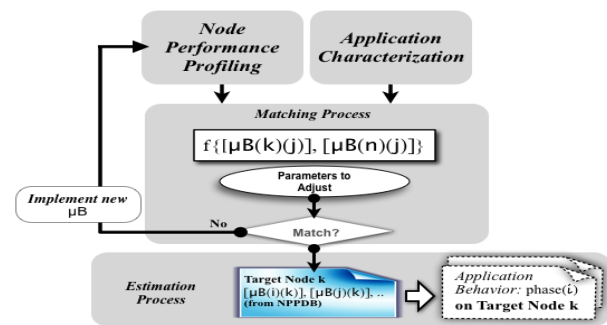 Node
Performance
Profiling
Application
Characterization
Matching Process
f{[µB(k)(j)], [µB(n)(j)]}
Parameters to
Adjust
Implement new
µB
No
Match?
Estimation
Process
Target Node k
[µB(i)(k)], [µB(j)(k)], ..
(from NPPDB)
Application
Behavior: phase(i)
on Target Node k